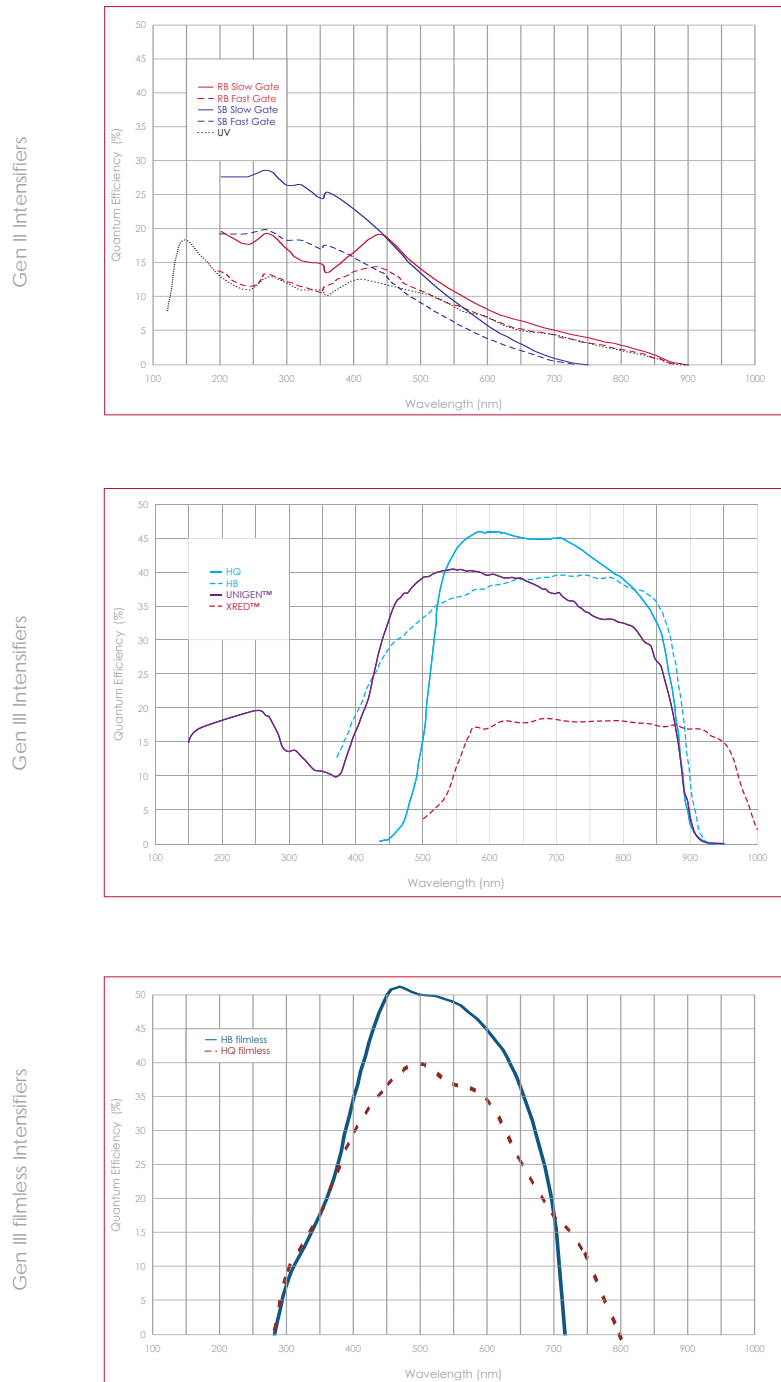 Gen II Intensifiers
Quantum Efficiency (%)
50
45
40
35
30
25
20
15
10
5
0
RB Slow Gate
RB Fast Gate
SB Slow Gate
SB Fast Gate
UV
100 200 300 400 500 600 700 800 900 1000
Wavelength (nm)
Gen III Intensifiers
Quantum Efficiency (%)
50
45
40
35
30
25
20
15
10
5
0
HQ
HB
UNIGEN™
XRED™
100 200 300 400 500 600 700 800 900 1000
Wavelength (nm)
Gen III filmless Intensifiers
Quantum Efficiency (%)
50
45
40
35
30
25
20
15
10
5
0
HB filmless
HQ filmless
100 200 300 400 500 600 700 800 900 1000
Wavelength (nm)